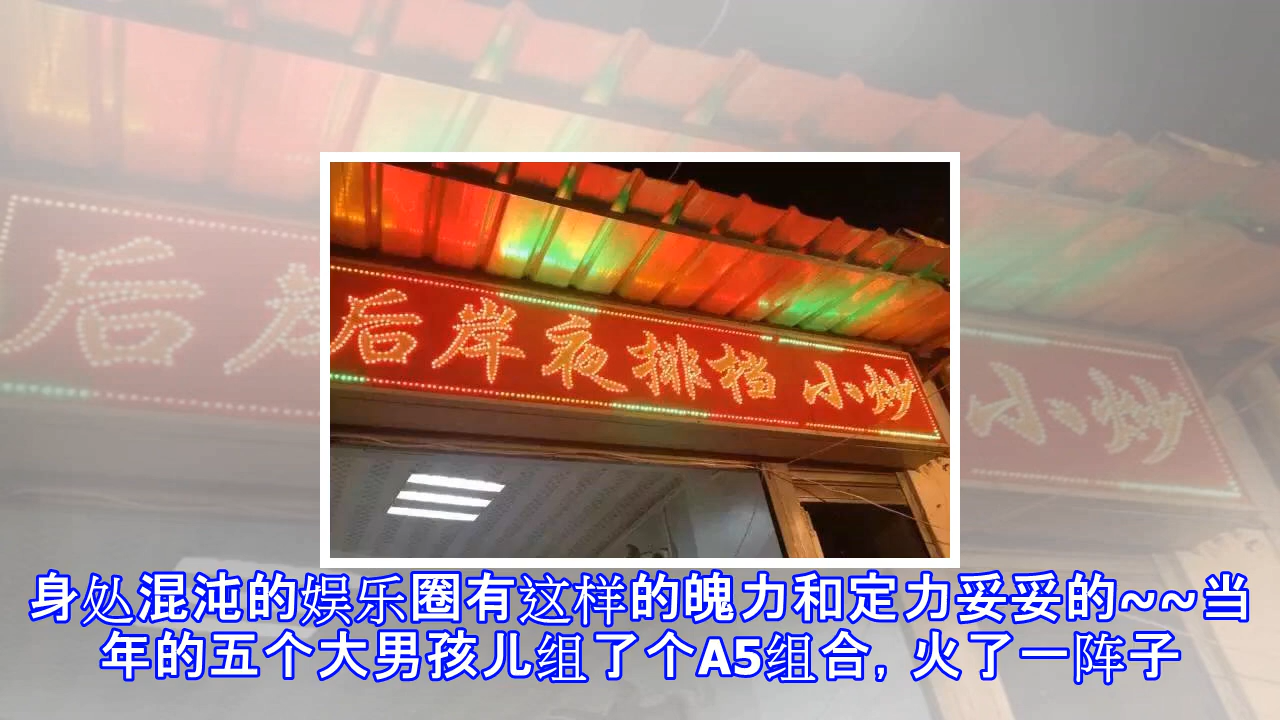 后岸夜排档 小炒
身处混沌的娱乐圈有这样的魄力和定力妥妥的~~当
年的五个大男孩儿组了个A5组合，火了一阵子